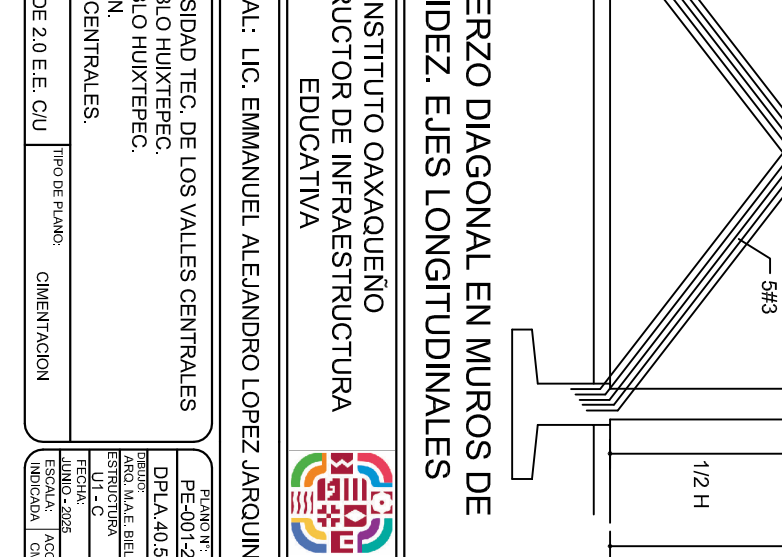 5#3
1/2 H
ERZO DIAGONAL EN MUROS DE
IDEZ. EJES LONGITUDINALES
NSTITUTO OAXAQUEÑO
RUCTOR DE INFRAESTRUCTURA
EDUCATIVA
AL: LIC. EMMANUEL ALEJANDRO LOPEZ JARQUIN
SIDAD TEC. DE LOS VALLES CENTRALES
BLO HUIXTEPEC.
BLO HUIXTEPEC.
N.
CENTRALES.
DE 2.0 E.E. C/U
TIPO DE PLANO:
CIMENTACION
PLANO Nº:
PE-001-2
DPLA.40.5
DIBUJO:
ARQ. M.A.E. BIEL
ESTRUCTURA
U1 - C
FECHA:
JUNIO - 2025
ESCALA:
INDICADA
ACO
CM